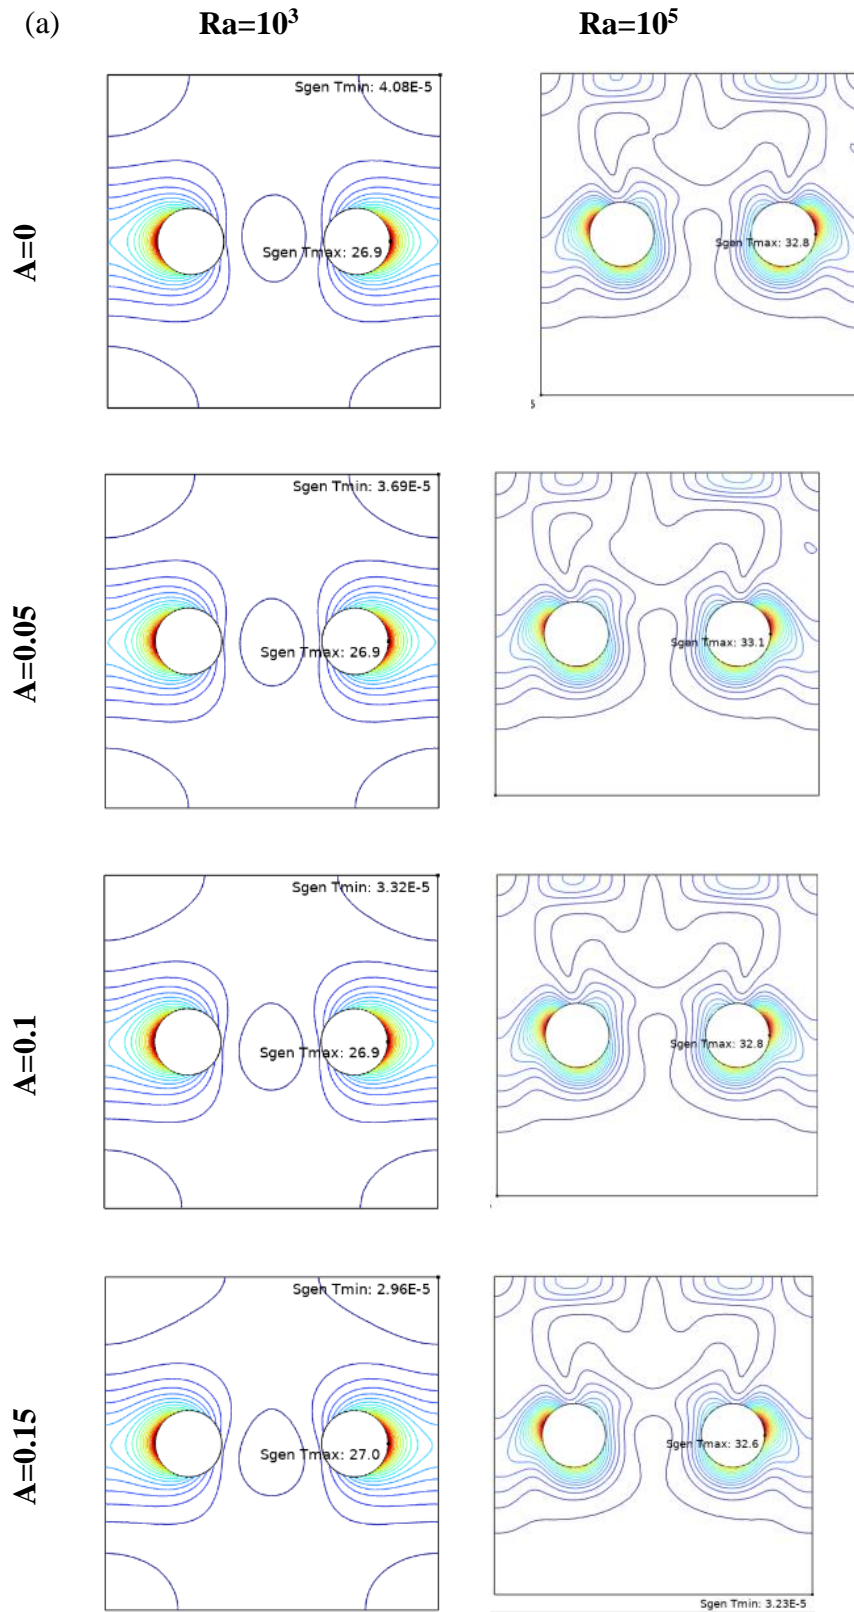 (a) Ra=10³ Ra=10⁵
A=0
Sgen Tmin: 4.08E-5
Sgen Tmax: 26.9
Sgen Tmax: 32.8
5
A=0.05
Sgen Tmin: 3.69E-5
Sgen Tmax: 26.9
Sgen Tmax: 33.1
A=0.1
Sgen Tmin: 3.32E-5
Sgen Tmax: 26.9
Sgen Tmax: 32.8
A=0.15
Sgen Tmin: 2.96E-5
Sgen Tmax: 27.0
Sgen Tmax: 32.6
Sgen Tmin: 3.23E-5